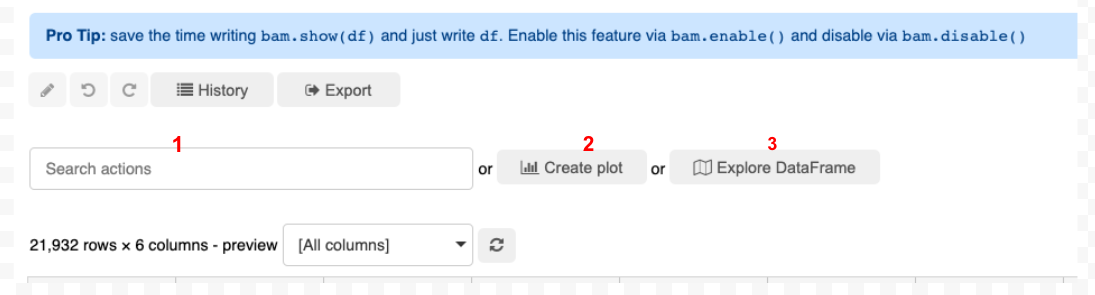 Pro Tip: save the time writing bam.show(df) and just write df. Enable this feature via bam.enable() and disable via bam.disable()
History Export
1 2 3
Search actions or Create plot or Explore DataFrame
21,932 rows × 6 columns - preview [All columns]